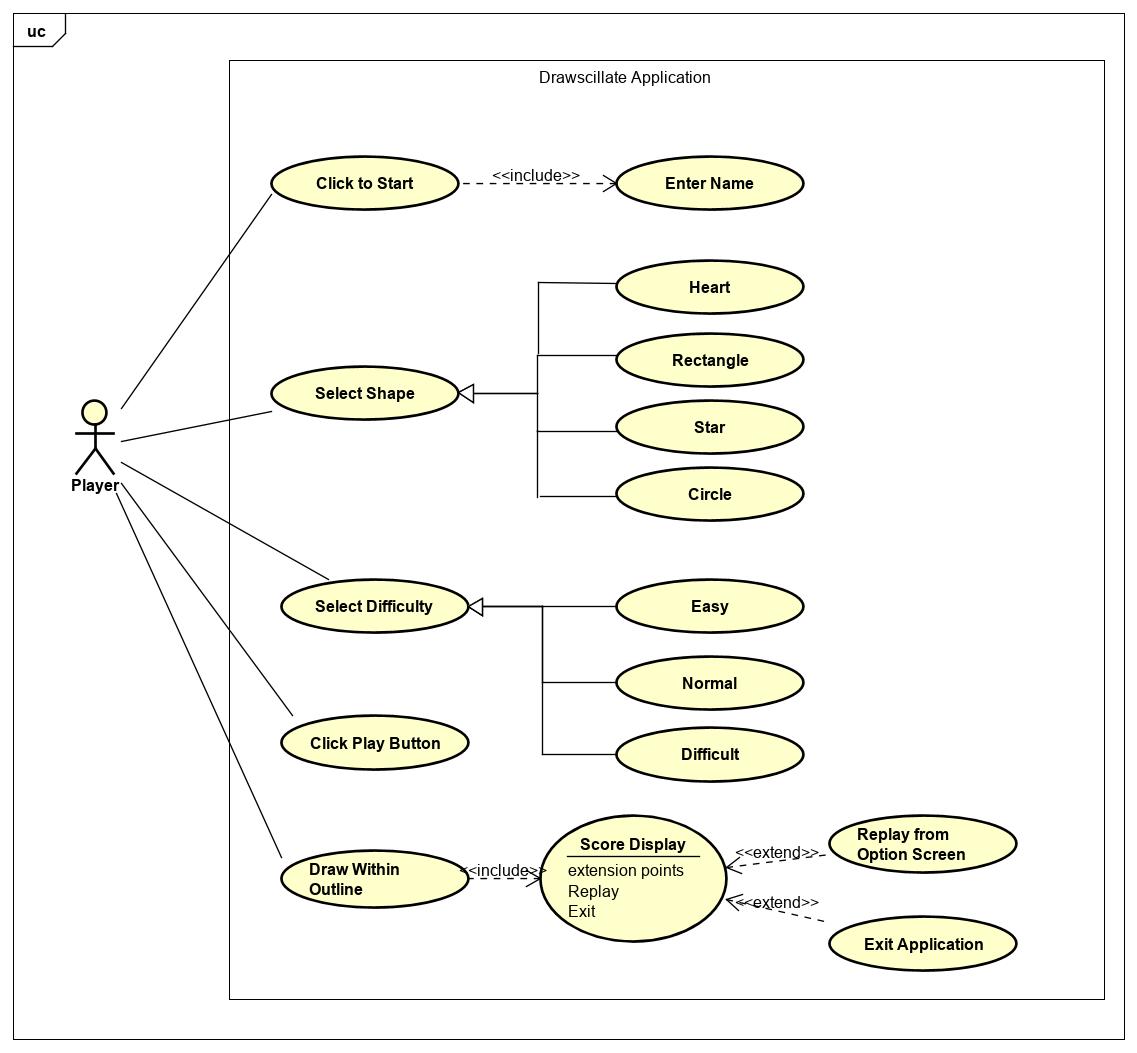 uc
Drawscillate Application
Click to Start
<<include>>
Enter Name
Heart
Rectangle
Select Shape
Star
Circle
Player
Select Difficulty
Easy
Normal
Click Play Button
Difficult
Draw Within
Outline
<<include>>
Score Display
extension points
Replay
Exit
<<extend>>
Replay from
Option Screen
<<extend>>
Exit Application